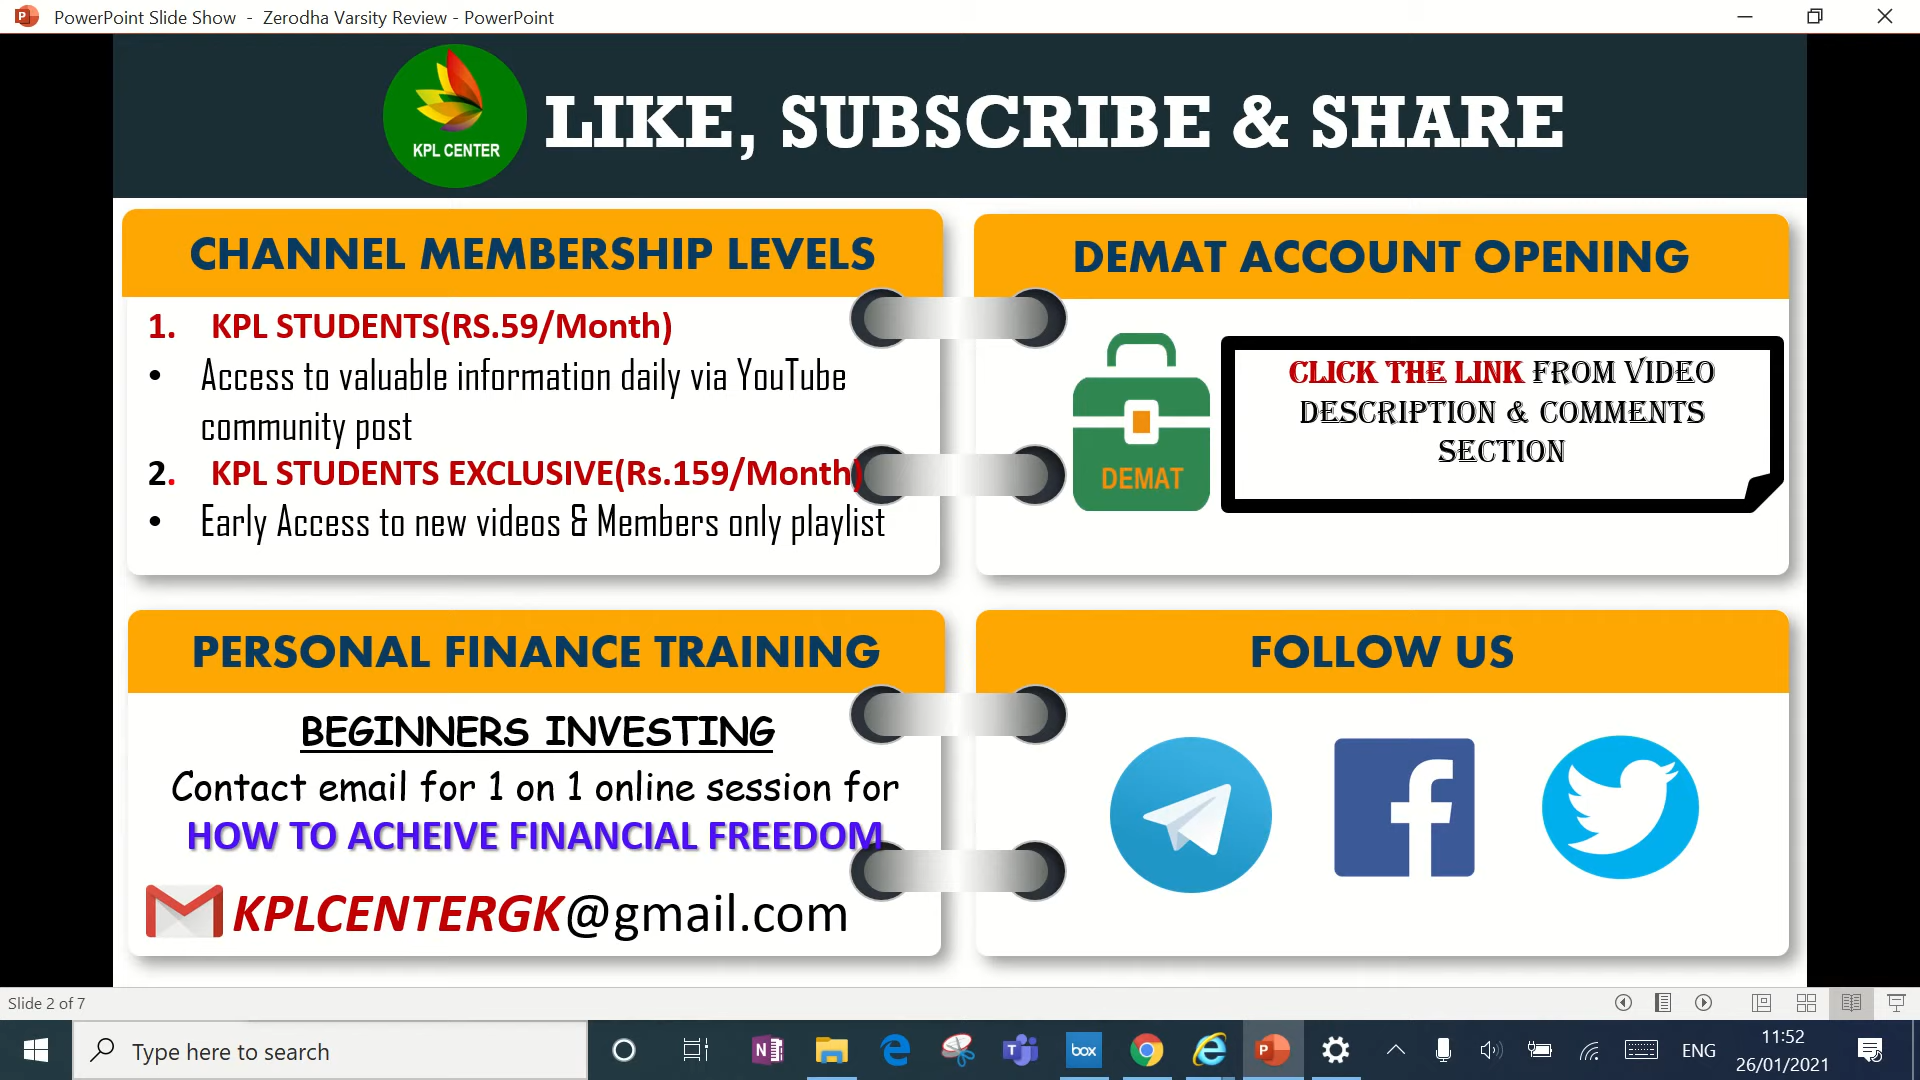 PowerPoint Slide Show - Zerodha Varsity Review - PowerPoint
KPL CENTER
LIKE, SUBSCRIBE & SHARE
CHANNEL MEMBERSHIP LEVELS
1. KPL STUDENTS(RS.59/Month)
• Access to valuable information daily via YouTube
community post
2. KPL STUDENTS EXCLUSIVE(Rs.159/Month)
• Early Access to new videos & Members only playlist
DEMAT ACCOUNT OPENING
DEMAT
CLICK THE LINK FROM VIDEO
DESCRIPTION & COMMENTS
SECTION
PERSONAL FINANCE TRAINING
BEGINNERS INVESTING
Contact email for 1 on 1 online session for
HOW TO ACHEIVE FINANCIAL FREEDOM
KPLCENTERGK@gmail.com
FOLLOW US
Slide 2 of 7
Type here to search
box
ENG
11:52
26/01/2021